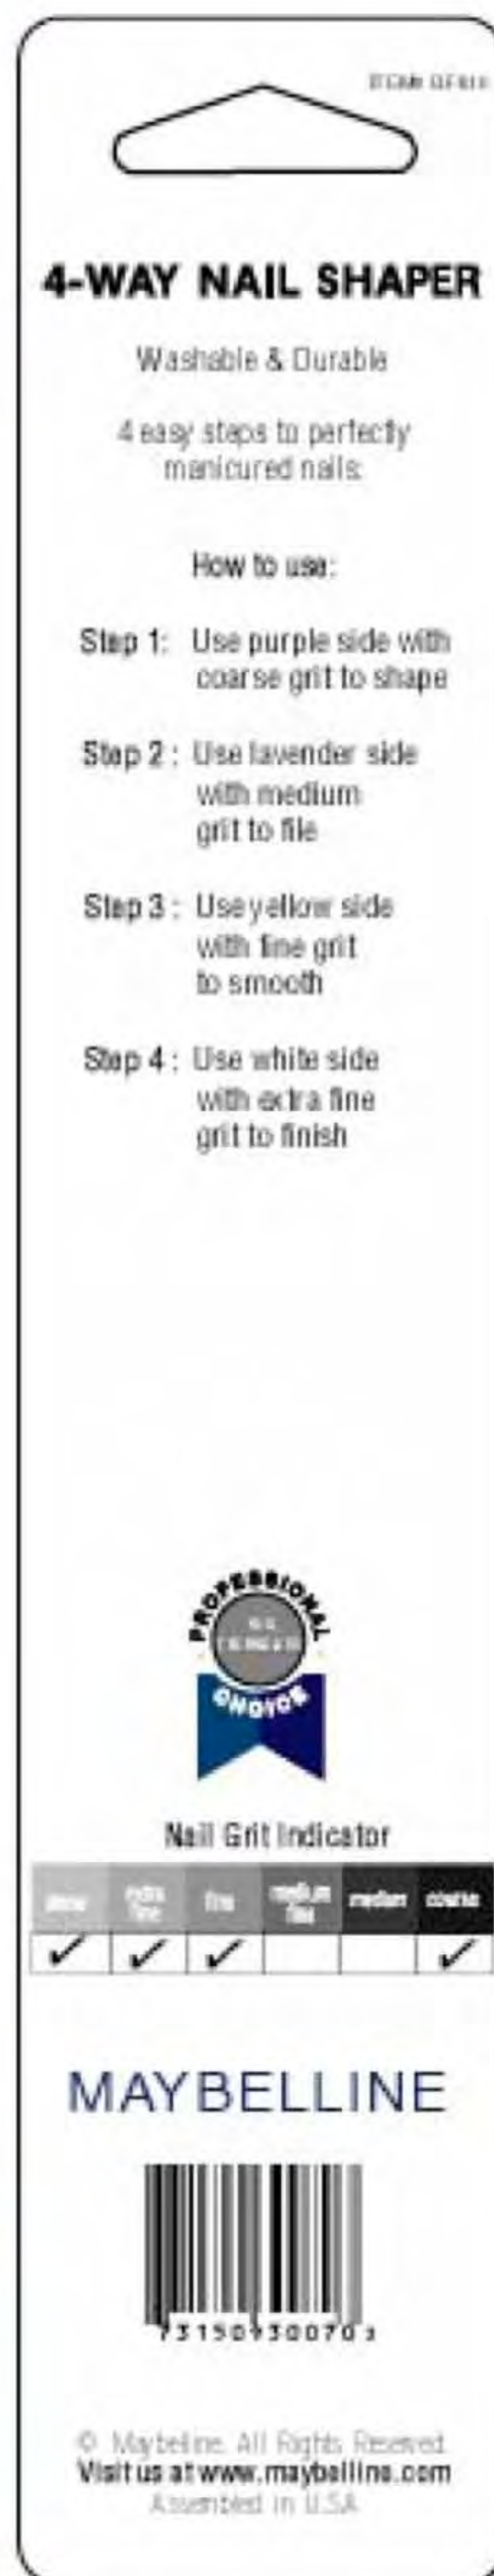 4-WAY NAIL SHAPER
Washable & Durable
4 easy steps to perfectly
manicured nails:
How to use:
Step 1: Use purple side with
coarse grit to shape
Step 2 : Use lavender side
with medium
grit to file
Step 3 : Use yellow side
with fine grit
to smooth
Step 4 : Use white side
with extra fine
grit to finish
PROFESSIONAL
CHOICE
Nail Grit Indicator
extra fine medium fine medium coarse
fine
MAYBELLINE
731509300703
© Maybelline. All Rights Reserved.
Visit us at www.maybelline.com
Assembled in U.S.A